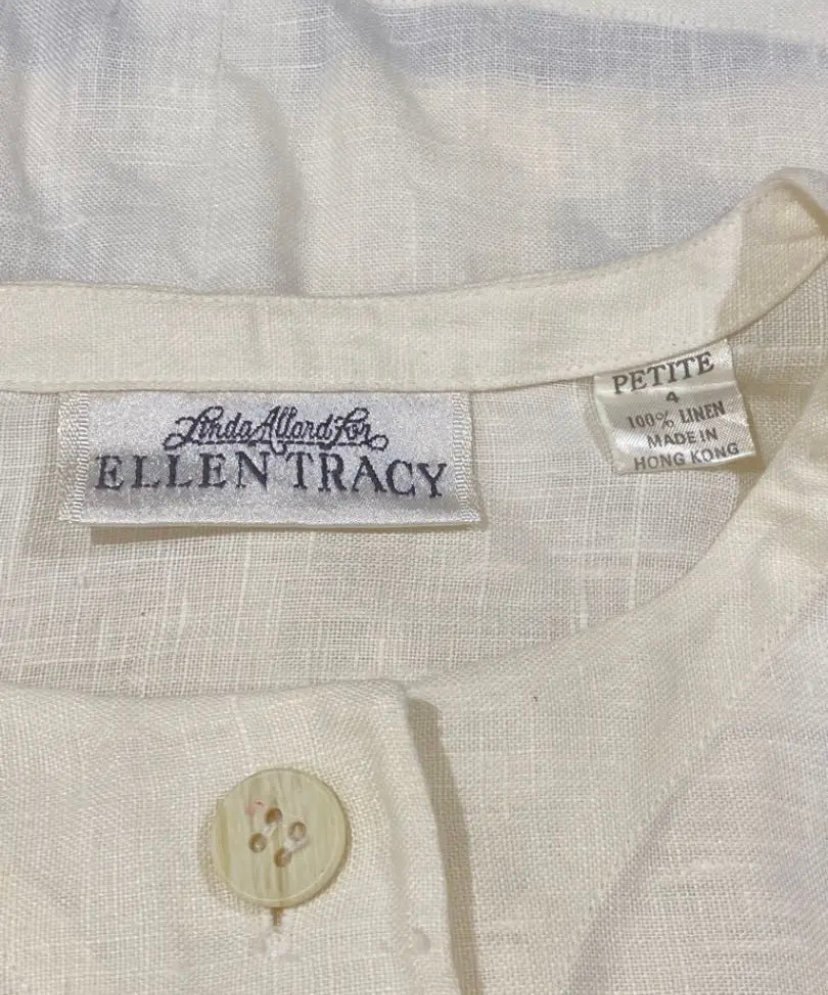 Linda Allard For
ELLEN TRACY
PETITE
4
100% LINEN
MADE IN
HONG KONG